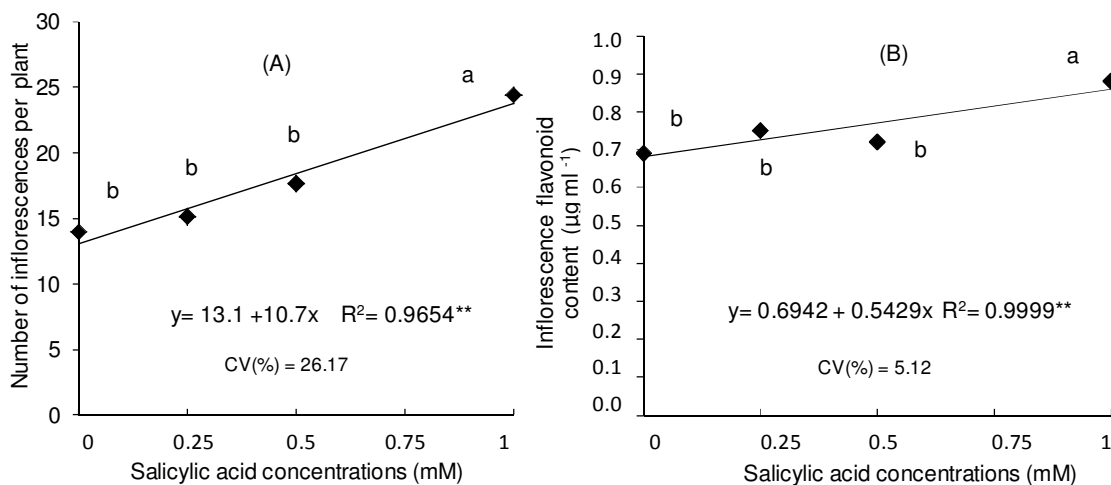 Number of inflorescences per plant
30
25
20
15
10
5
0
(A)
b
b
b
a
y= 13.1 +10.7x R²= 0.9654**
CV(%) = 26.17
0 0.25 0.5 0.75 1
Salicylic acid concentrations (mM)
Inflorescence flavonoid
content (µg ml⁻¹)
1.0
0.9
0.8
0.7
0.6
0.5
0.4
0.3
0.2
0.1
0.0
(B)
b
b
b
a
y= 0.6942 + 0.5429x R²= 0.9999**
CV(%) = 5.12
0 0.25 0.5 0.75 1
Salicylic acid concentrations (mM)